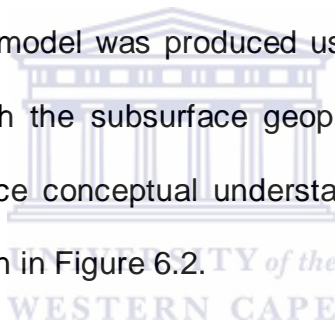 model was produced us
h the subsurface geop
ce conceptual understa
n in Figure 6.2.
UNIVERSITY of the
WESTERN CAPE